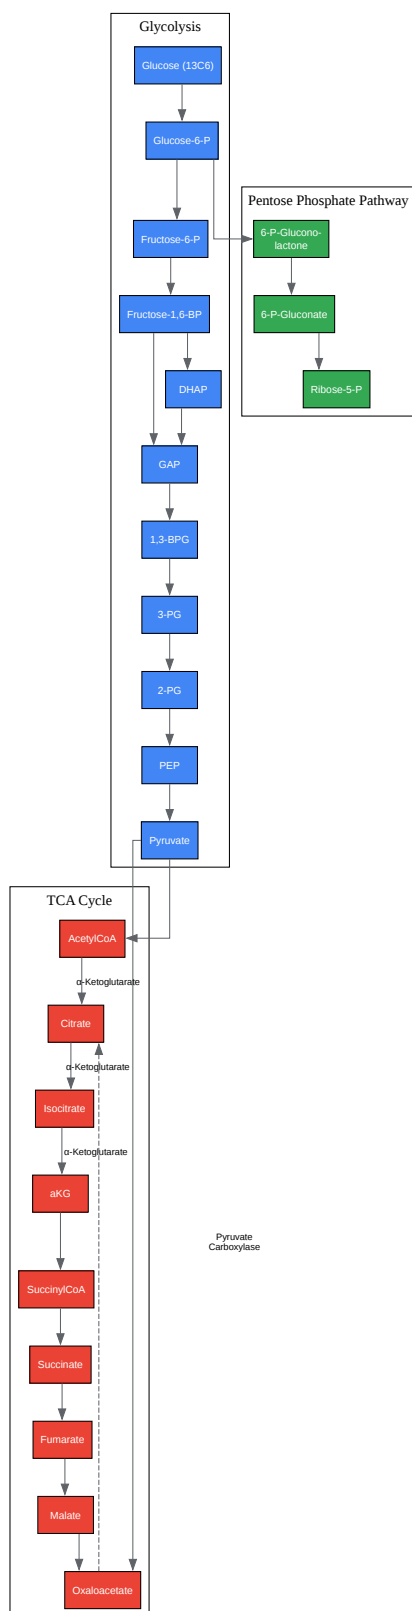 Glycolysis
Glucose (13C6)
Glucose-6-P
Pentose Phosphate Pathway
Fructose-6-P
6-P-Glucono-
lactone
Fructose-1,6-BP
6-P-Gluconate
DHAP
Ribose-5-P
GAP
1,3-BPG
3-PG
2-PG
PEP
Pyruvate
TCA Cycle
AcetylCoA
α-Ketoglutarate
Citrate
α-Ketoglutarate
Isocitrate
α-Ketoglutarate
aKG
Pyruvate
Carboxylase
SuccinylCoA
Succinate
Fumarate
Malate
Oxaloacetate